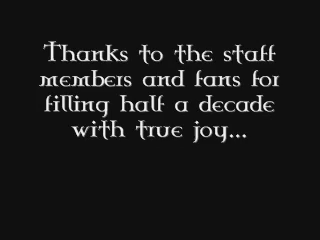 Thanks to the staff
members and fans for
filling half a decade
with true joy...